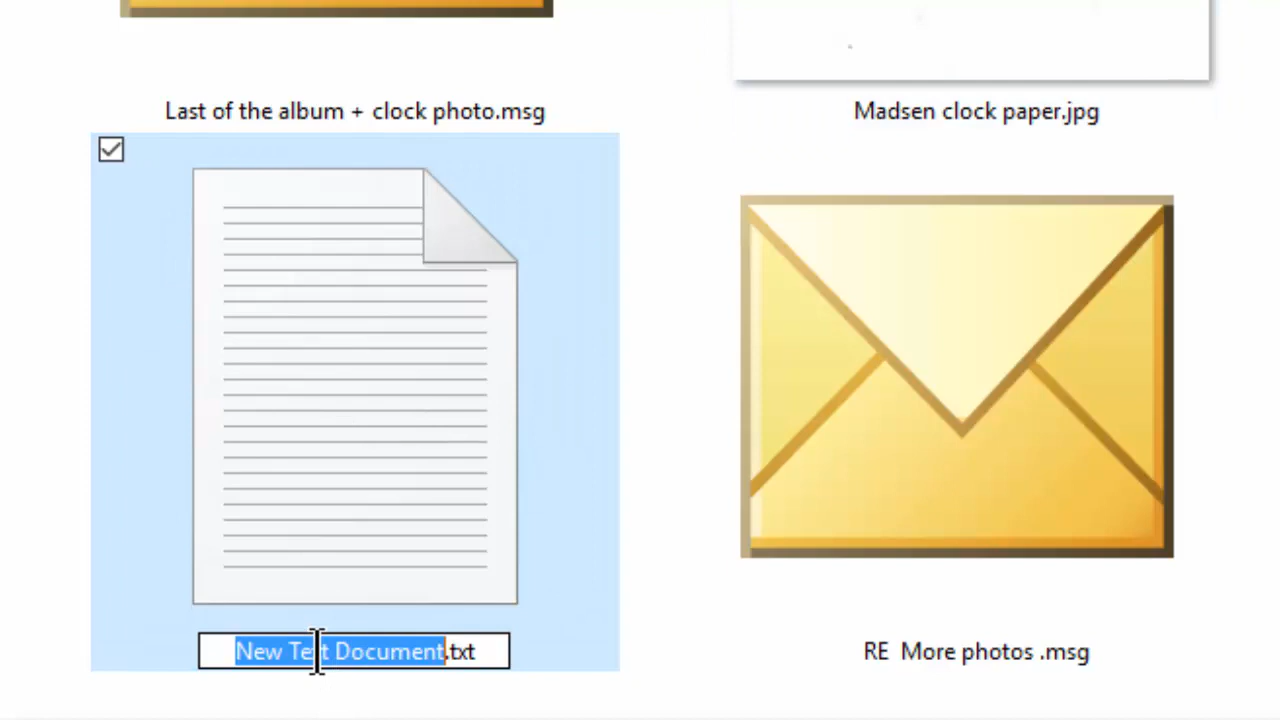 Last of the album + clock photo.msg
Madsen clock paper.jpg
New Text Document.txt
RE  More photos .msg